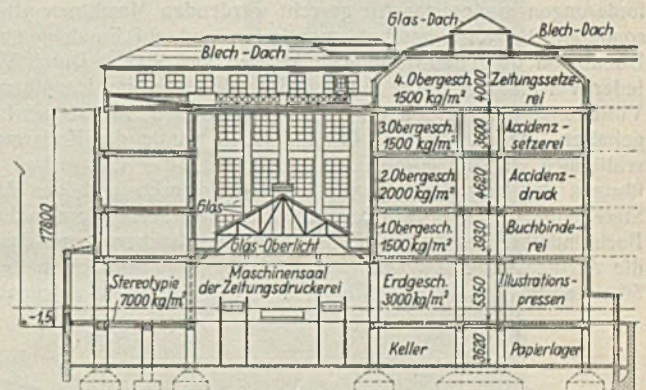 Glas-Dach
Blech-Dach
Blech-Dach
4. Obergesch.
1500 kg/m²
4000
Zeitungssetze-
rei
3. Obergesch.
1500 kg/m²
3600
Accidenz-
setzerei
2. Obergesch.
2000 kg/m²
4620
Accidenz-
druck
Glas
Glas-Oberlicht
1. Obergesch.
1500 kg/m²
3930
Buchbinde-
rei
17800
Stereotypie
7000 kg/m²
Maschinensaal
der Zeitungsdruckerei
Erdgesch.
3000 kg/m²
5350
Illustrations-
pressen
-1,5
Keller
3620
Papierlager